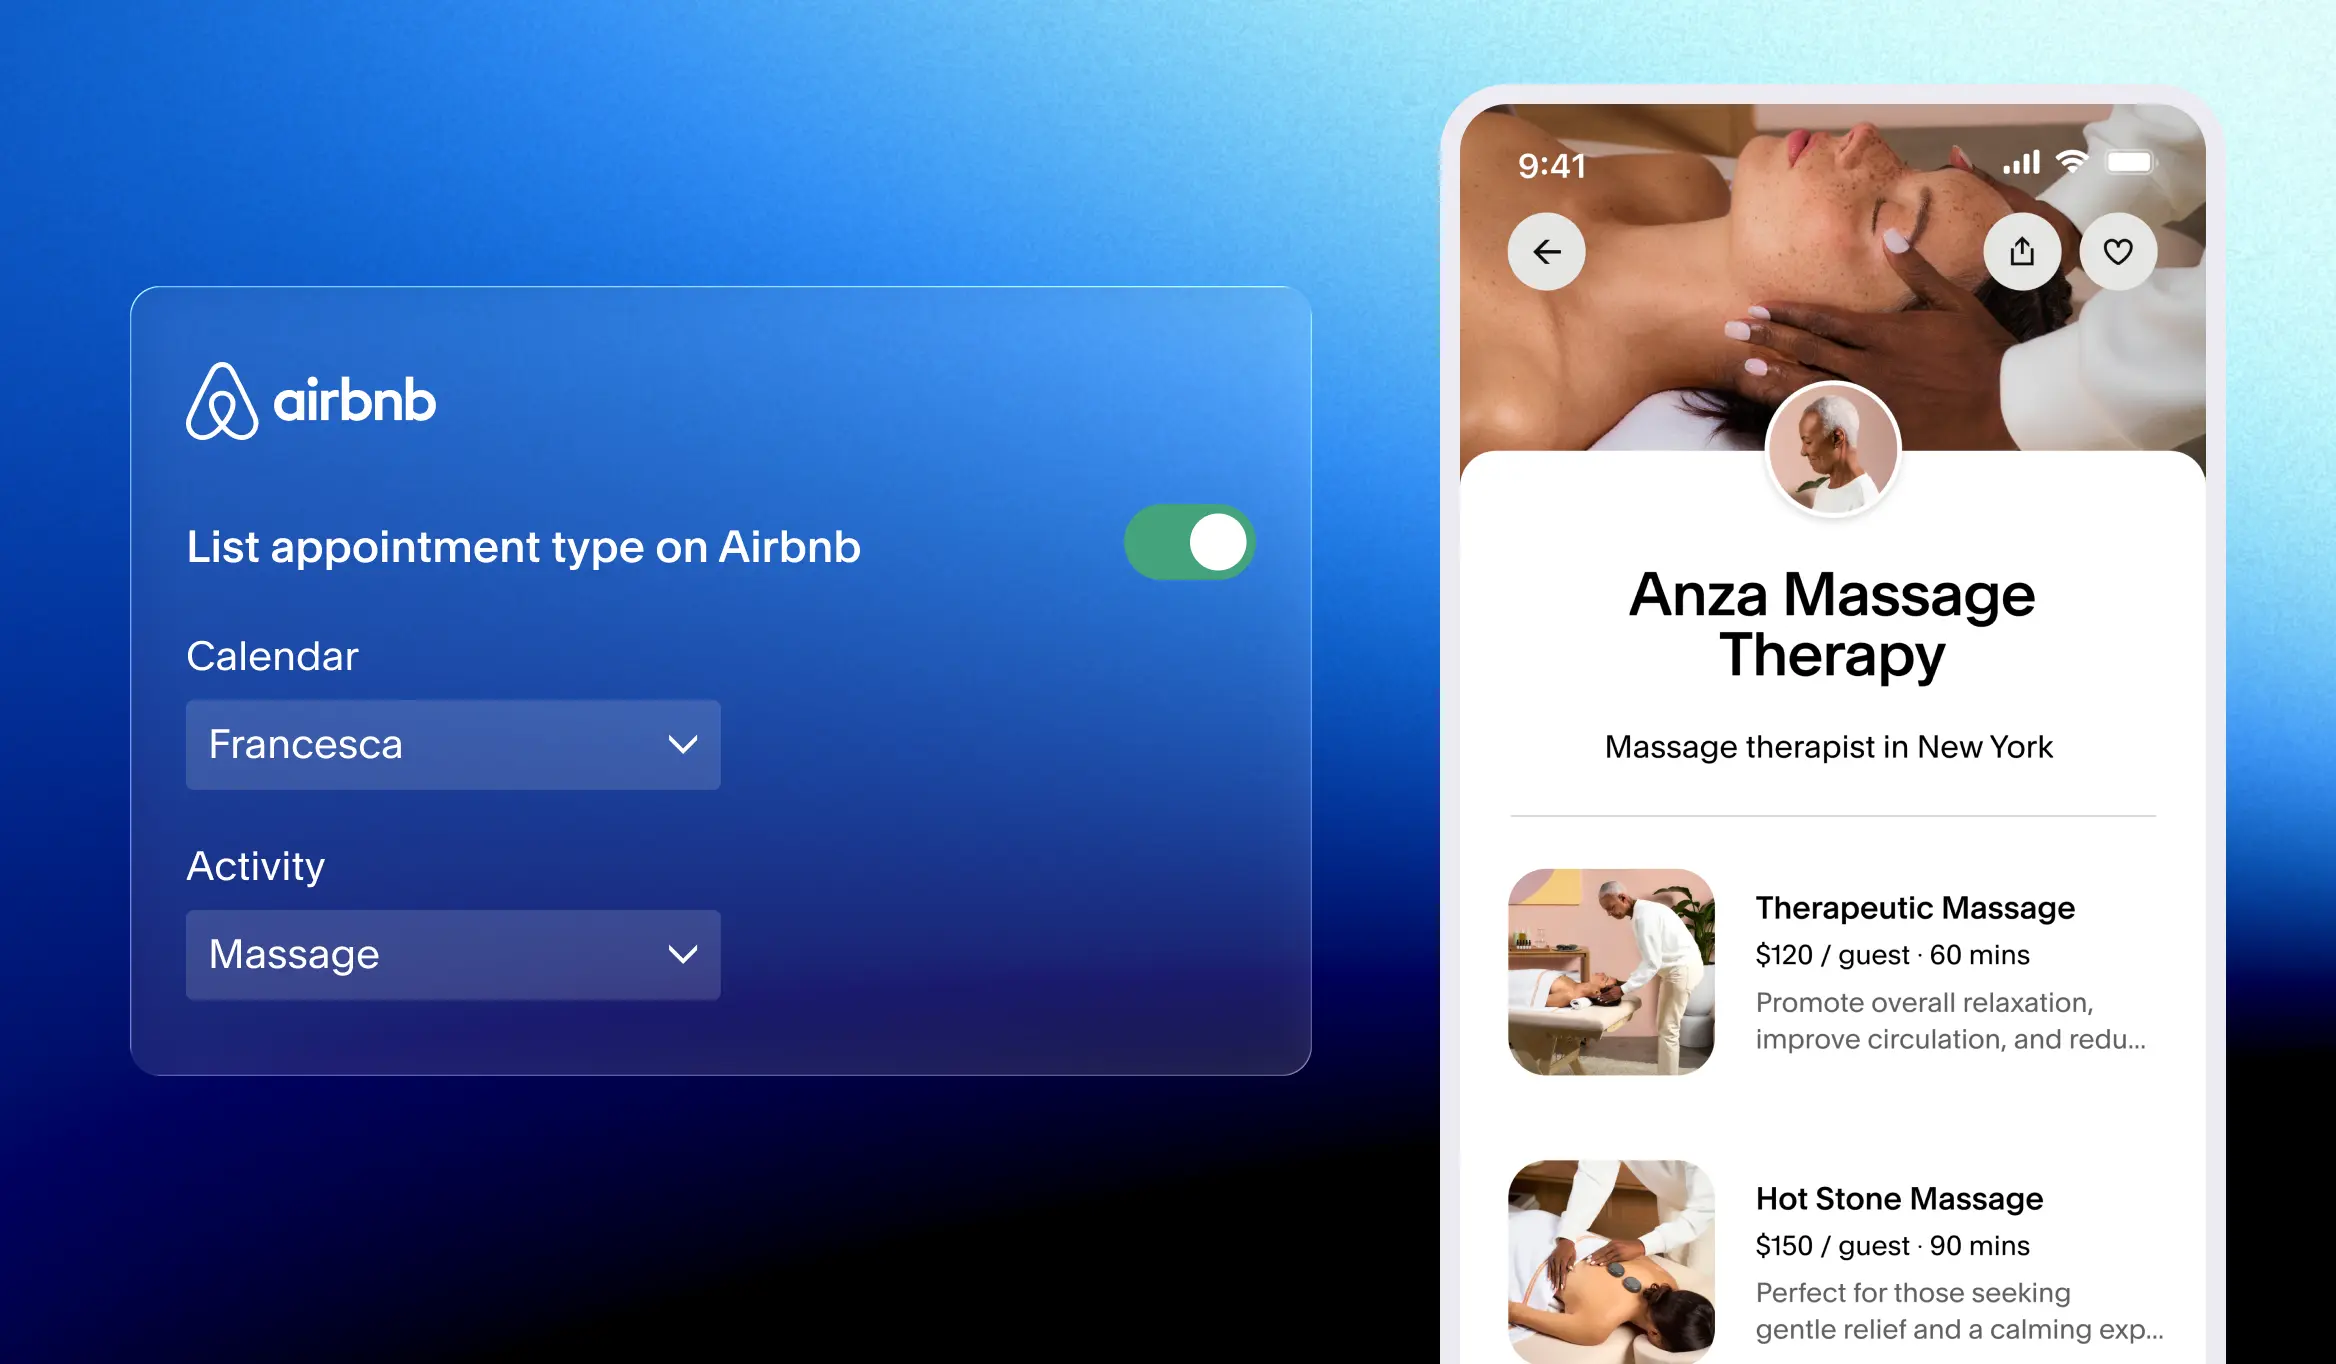 airbnb
List appointment type on Airbnb
Calendar
Francesca
Activity
Massage
9:41
Anza Massage
Therapy
Massage therapist in New York
Therapeutic Massage
$120 / guest · 60 mins
Promote overall relaxation,
improve circulation, and redu...
Hot Stone Massage
$150 / guest · 90 mins
Perfect for those seeking
gentle relief and a calming exp...